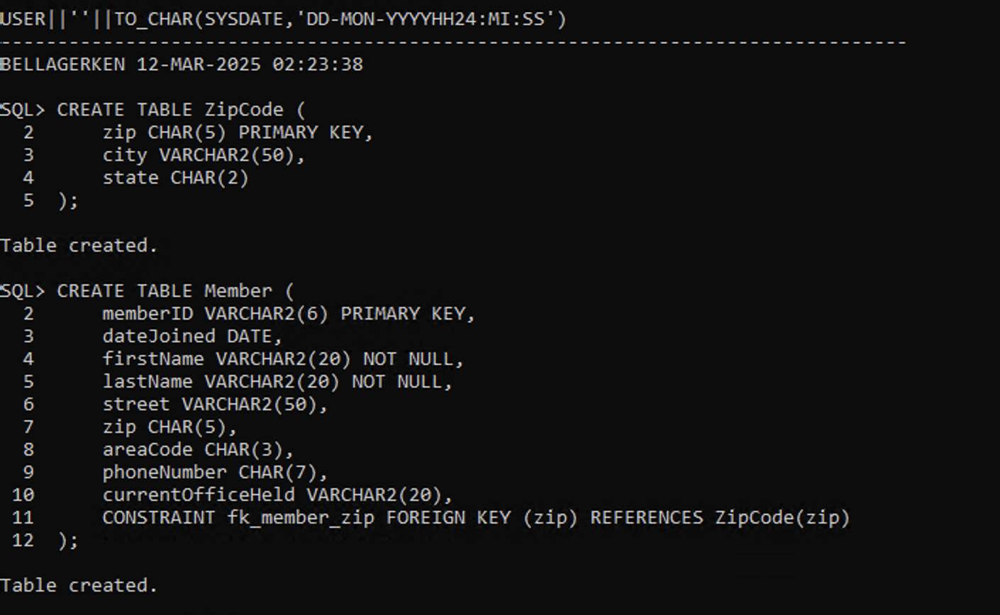 USER||''||TO_CHAR(SYSDATE,'DD-MON-YYYYHH24:MI:SS')
--------------------------------------------------------------------------------
BELLAGERKEN 12-MAR-2025 02:23:38
SQL> CREATE TABLE ZipCode (
  2      zip CHAR(5) PRIMARY KEY,
  3      city VARCHAR2(50),
  4      state CHAR(2)
  5  );
Table created.
SQL> CREATE TABLE Member (
  2      memberID VARCHAR2(6) PRIMARY KEY,
  3      dateJoined DATE,
  4      firstName VARCHAR2(20) NOT NULL,
  5      lastName VARCHAR2(20) NOT NULL,
  6      street VARCHAR2(50),
  7      zip CHAR(5),
  8      areaCode CHAR(3),
  9      phoneNumber CHAR(7),
 10      currentOfficeHeld VARCHAR2(20),
 11      CONSTRAINT fk_member_zip FOREIGN KEY (zip) REFERENCES ZipCode(zip)
 12  );
Table created.